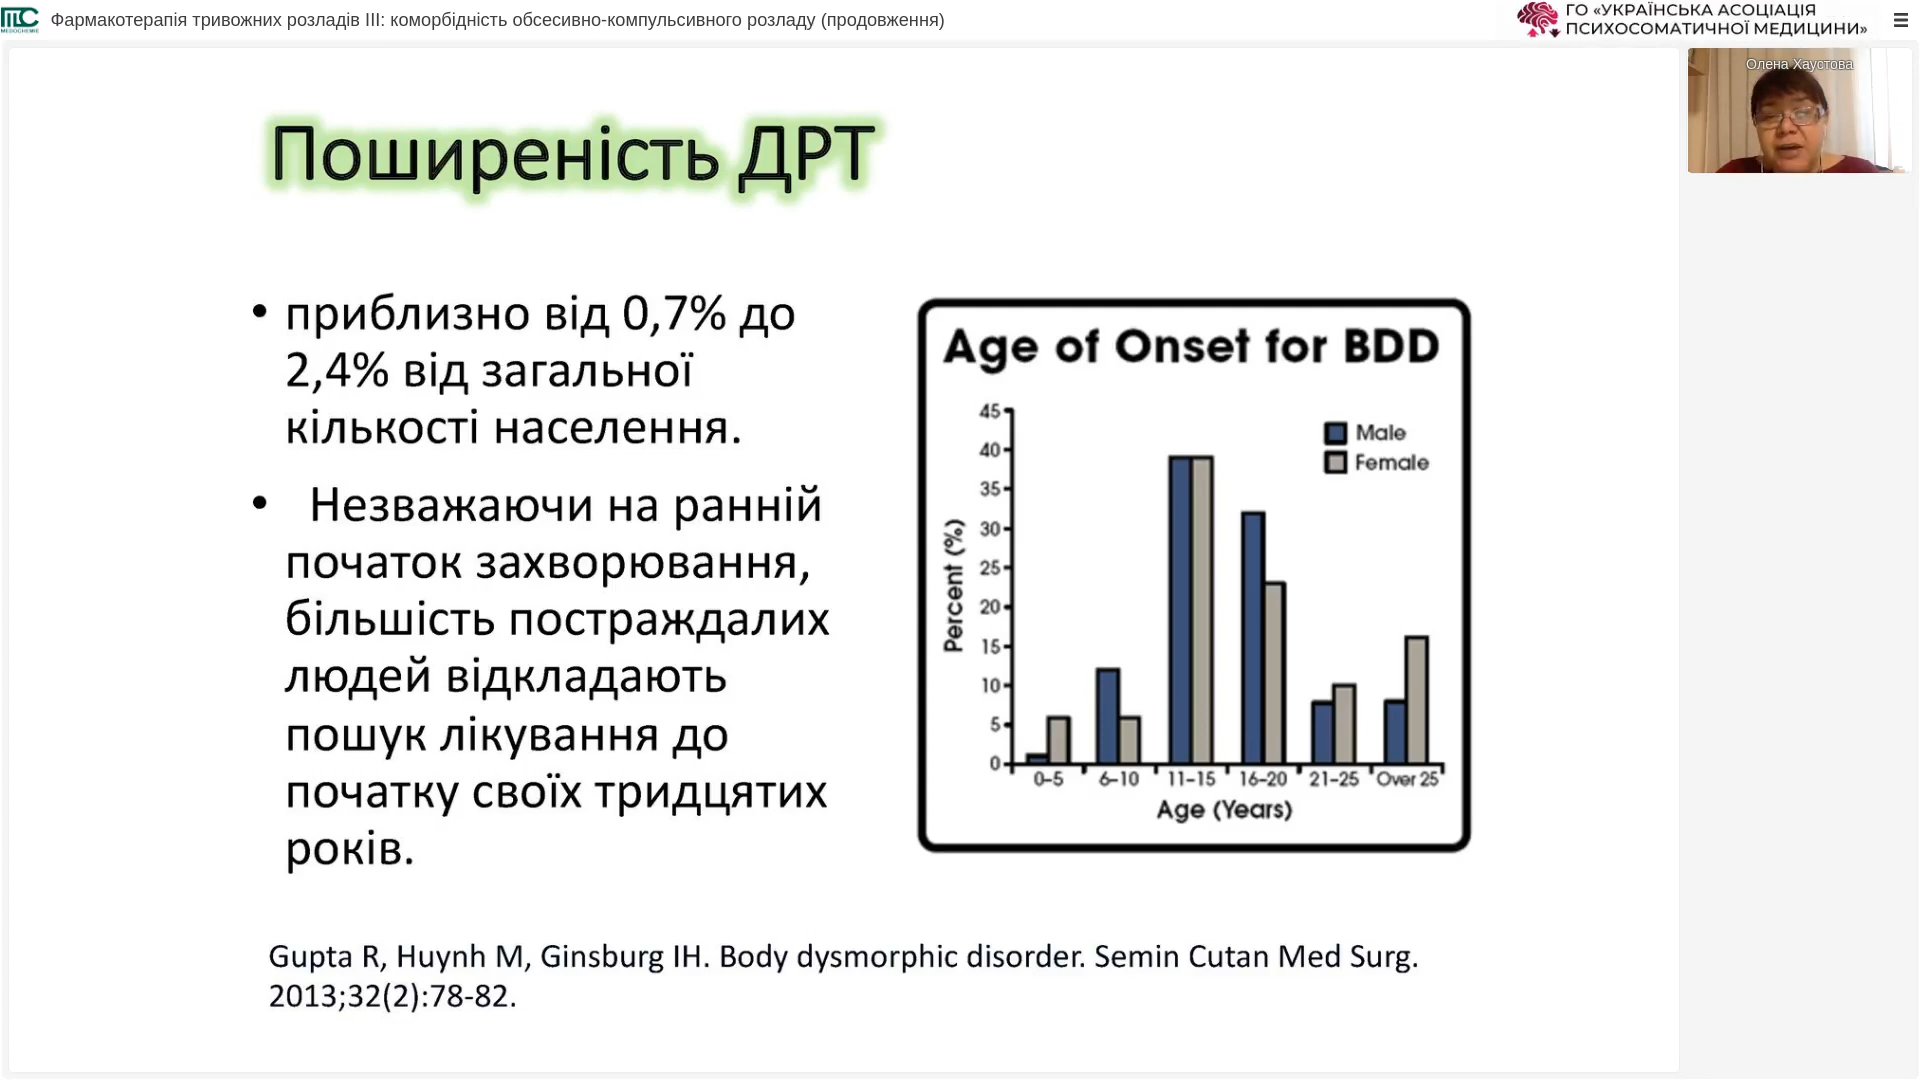 Фармакотерапія тривожних розладів III: коморбідність обсесивно-компульсивного розладу (продовження)
ГО «УКРАЇНСЬКА АСОЦІАЦІЯ
ПСИХОСОМАТИЧНОЇ МЕДИЦИНИ»
MEDOCHEMIE
Олена Хаустова
Поширеність ДРТ
• приблизно від 0,7% до
2,4% від загальної
кількості населення.
• Незважаючи на ранній
початок захворювання,
більшість постраждалих
людей відкладають
пошук лікування до
початку своїх тридцятих
років.
Age of Onset for BDD
Male
Female
Percent (%)
45
40
35
30
25
20
15
10
5
0
0–5 6–10 11–15 16–20 21–25 Over 25
Age (Years)
Gupta R, Huynh M, Ginsburg IH. Body dysmorphic disorder. Semin Cutan Med Surg.
2013;32(2):78-82.